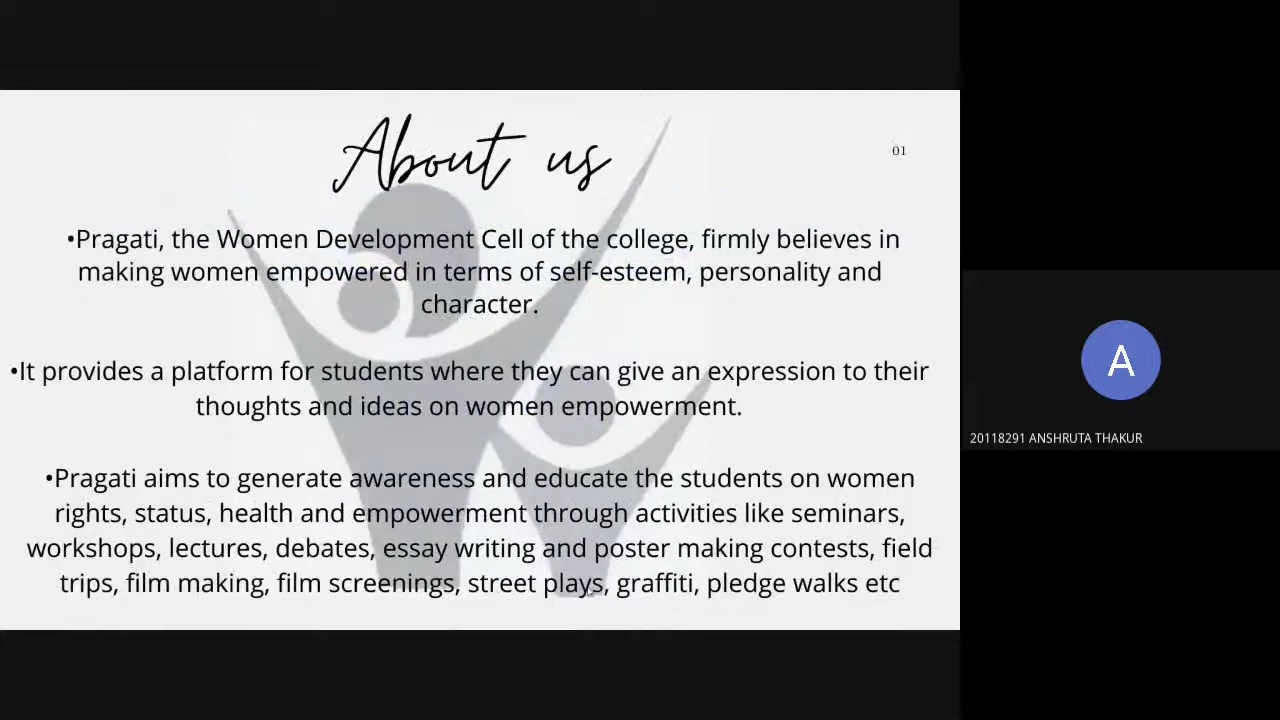 About us
01
•Pragati, the Women Development Cell of the college, firmly believes in
making women empowered in terms of self-esteem, personality and
character.
•It provides a platform for students where they can give an expression to their
thoughts and ideas on women empowerment.
•Pragati aims to generate awareness and educate the students on women
rights, status, health and empowerment through activities like seminars,
workshops, lectures, debates, essay writing and poster making contests, field
trips, film making, film screenings, street plays, graffiti, pledge walks etc
A
20118291 ANSHRUTA THAKUR